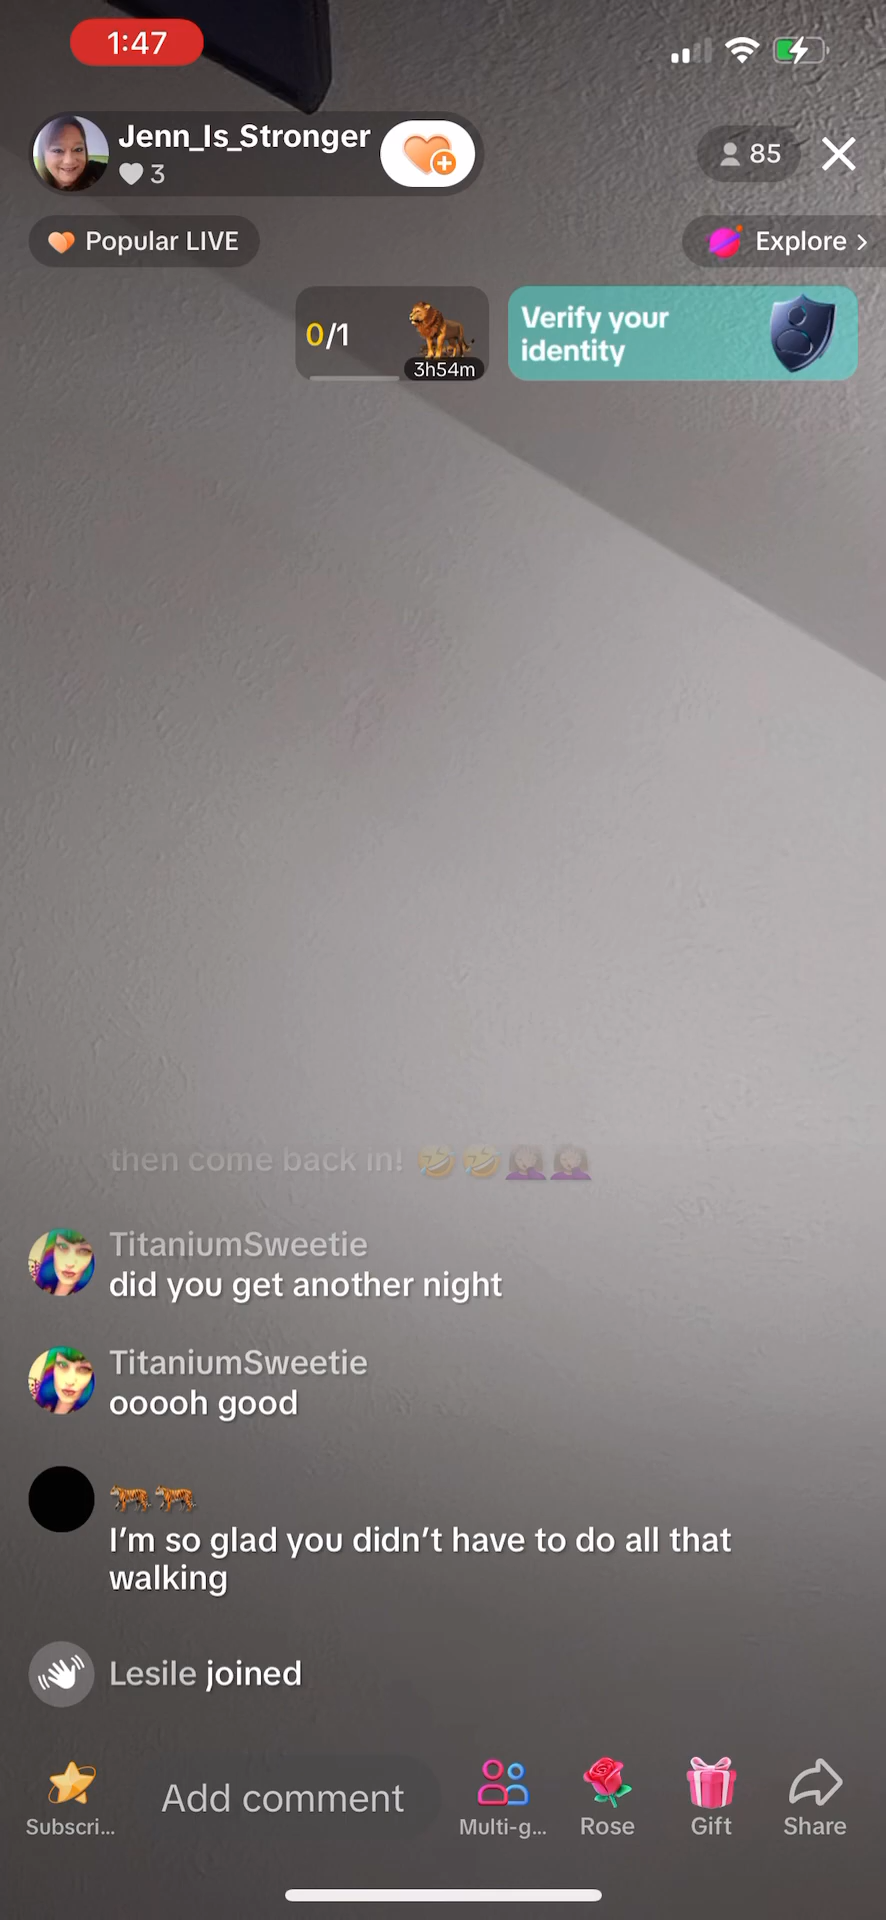 1:47
Jenn_Is_Stronger
3
85
Popular LIVE
Explore >
0/1
3h54m
Verify your
identity
then come back in! 🤣🤣🤦🏽‍♀️🤦🏽‍♀️
TitaniumSweetie
did you get another night
TitaniumSweetie
ooooh good
🐅🐅
I'm so glad you didn't have to do all that
walking
Lesile joined
Subscri...
Add comment
Multi-g...
Rose
Gift
Share